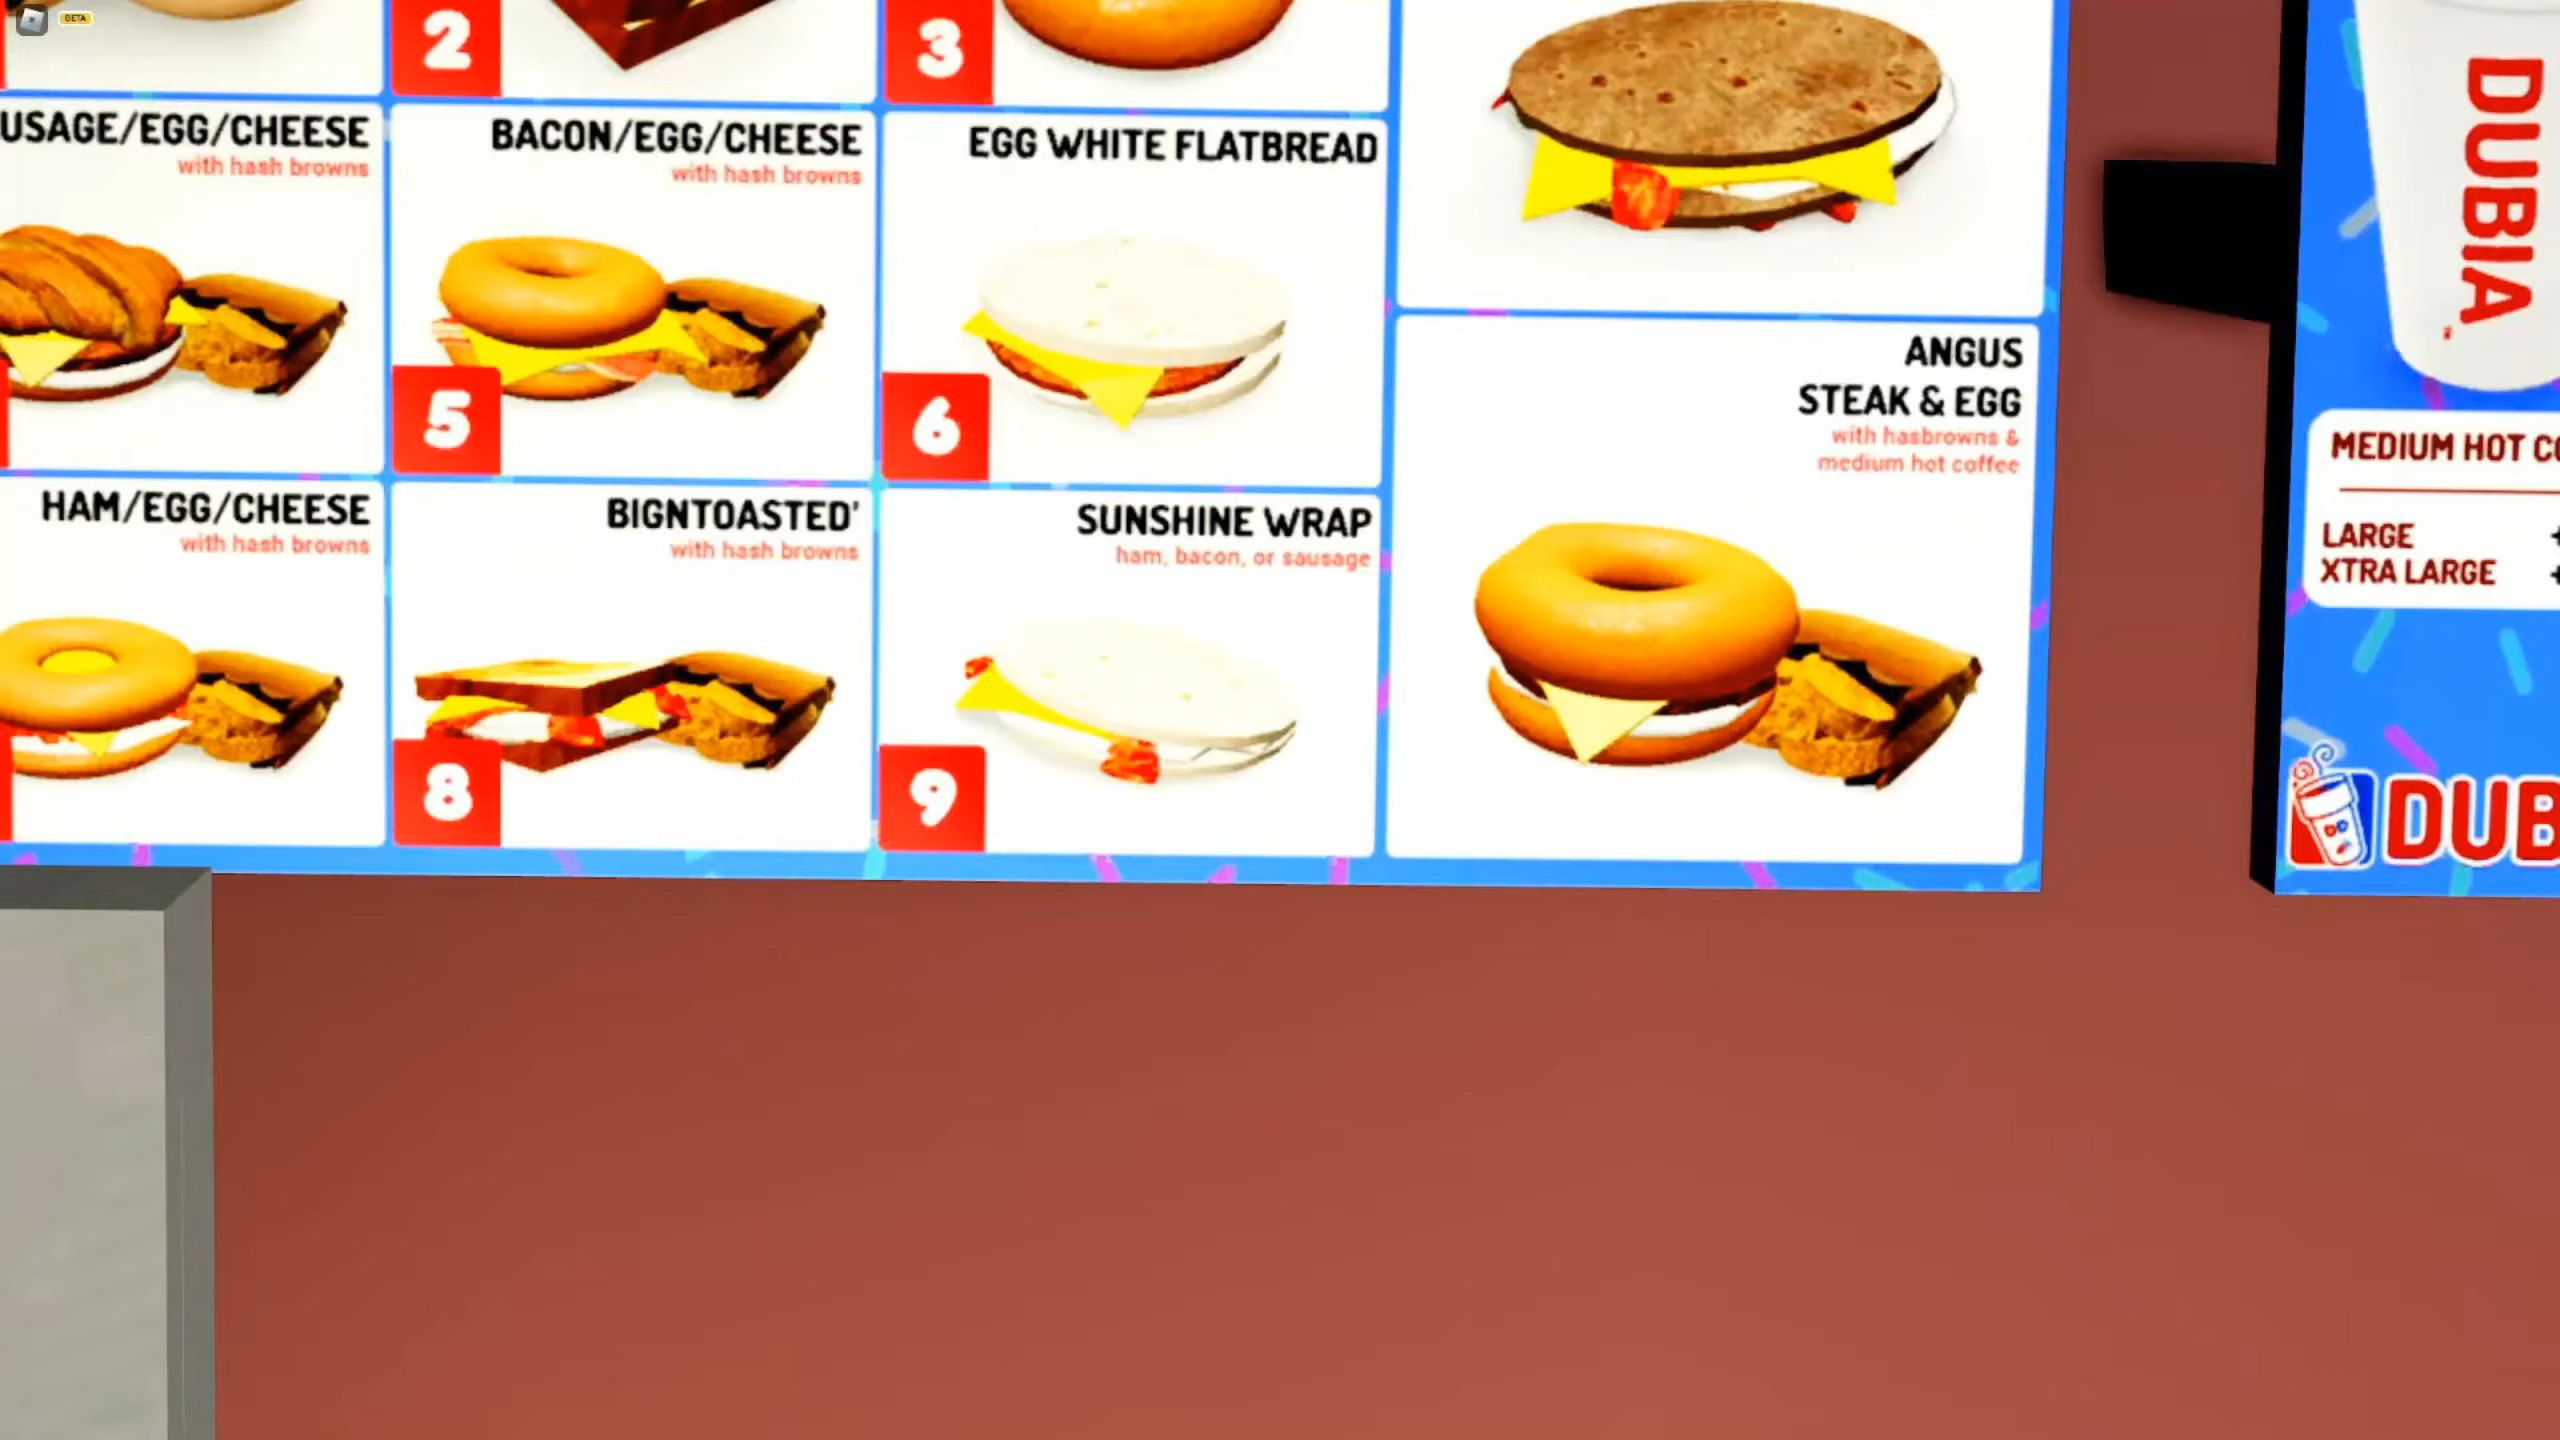 BETA
2
3
USAGE/EGG/CHEESE
with hash browns
BACON/EGG/CHEESE
with hash browns
5
EGG WHITE FLATBREAD
6
HAM/EGG/CHEESE
with hash browns
BIGNTOASTED'
with hash browns
8
SUNSHINE WRAP
ham, bacon, or sausage
9
ANGUS
STEAK & EGG
with hasbrowns &
medium hot coffee
DUBIA
MEDIUM HOT CO
LARGE
XTRA LARGE
DD
DUB